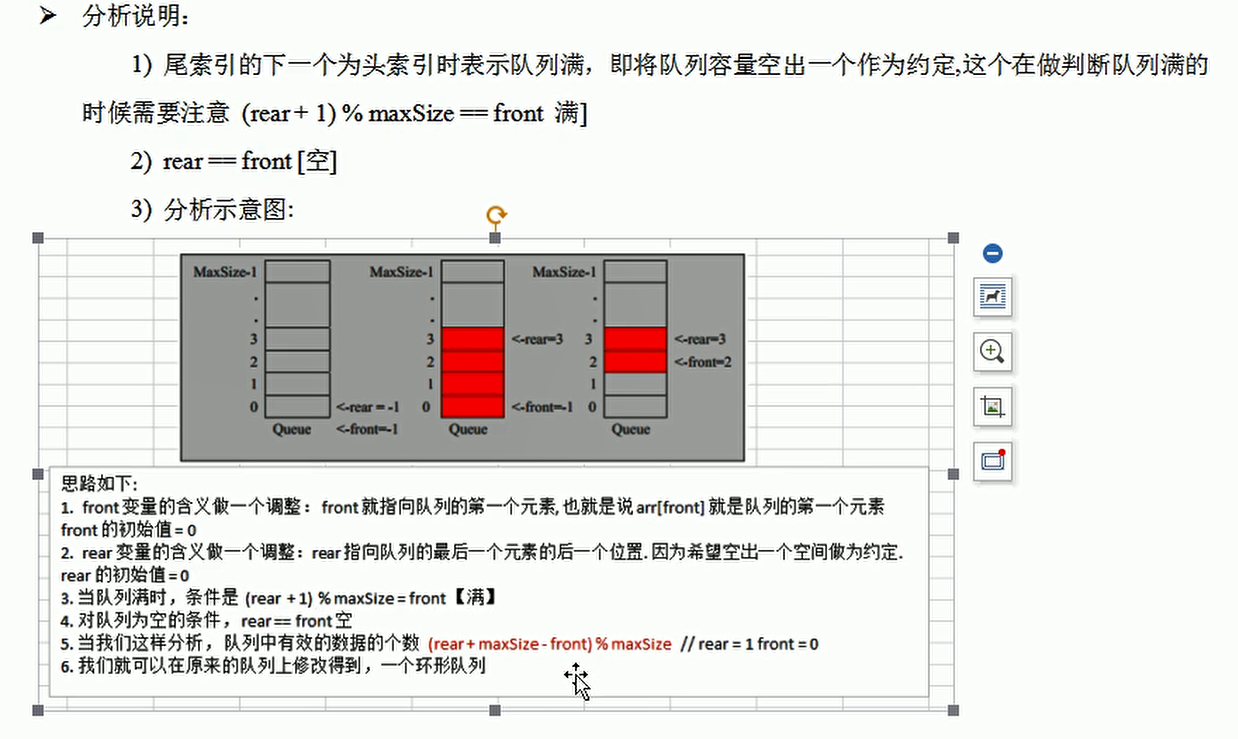 ➢ 分析说明：
1) 尾索引的下一个为头索引时表示队列满，即将队列容量空出一个作为约定,这个在做判断队列满的
时候需要注意 (rear + 1) % maxSize == front 满]
2) rear == front [空]
3) 分析示意图:
MaxSize-1
.
.
3
2
1
0 <-rear = -1
Queue <-front=-1
MaxSize-1
.
.
3 <-rear=3
2
1
0 <-front=-1
Queue
MaxSize-1
.
.
3 <-rear=3
2 <-front=2
1
0
Queue
思路如下:
1. front 变量的含义做一个调整： front 就指向队列的第一个元素, 也就是说 arr[front] 就是队列的第一个元素
front 的初始值 = 0
2. rear 变量的含义做一个调整：rear 指向队列的最后一个元素的后一个位置. 因为希望空出一个空间做为约定.
rear 的初始值 = 0
3. 当队列满时，条件是 (rear + 1) % maxSize = front 【满】
4. 对队列为空的条件， rear == front 空
5. 当我们这样分析， 队列中有效的数据的个数 (rear + maxSize - front) % maxSize // rear = 1 front = 0
6. 我们就可以在原来的队列上修改得到，一个环形队列